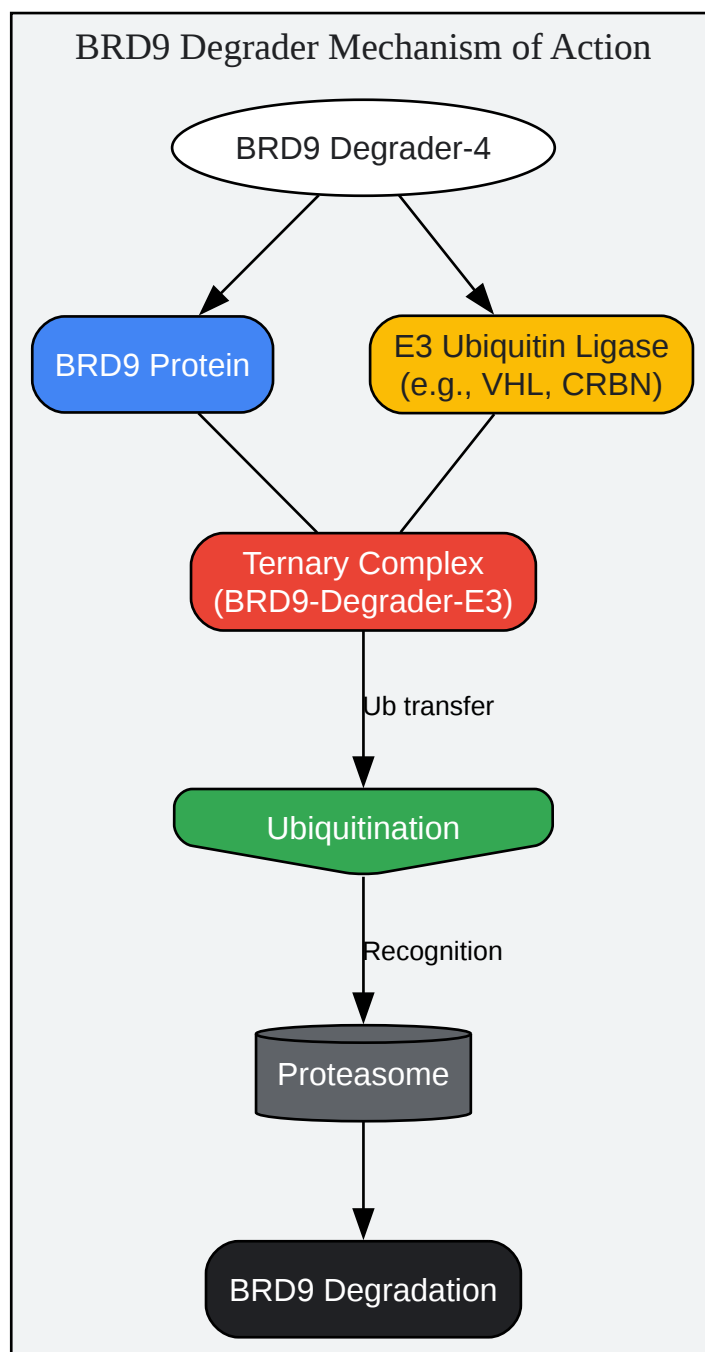 BRD9 Degrader Mechanism of Action
BRD9 Degrader-4
BRD9 Protein
E3 Ubiquitin Ligase
(e.g., VHL, CRBN)
Ternary Complex
(BRD9-Degrader-E3)
Ub transfer
Ubiquitination
Recognition
Proteasome
BRD9 Degradation